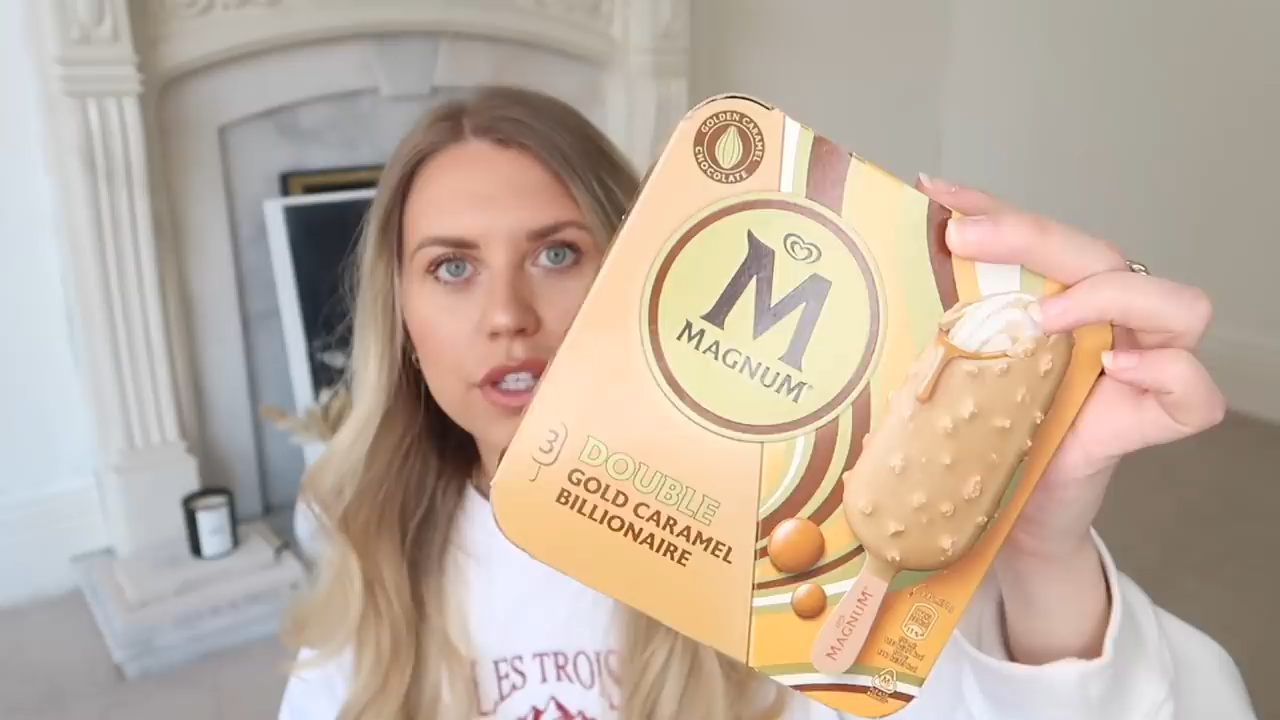 GOLDEN CARAMEL
CHOCOLATE
M
MAGNUM
3
DOUBLE
GOLD CARAMEL
BILLIONAIRE
MAGNUM
LES TROIS